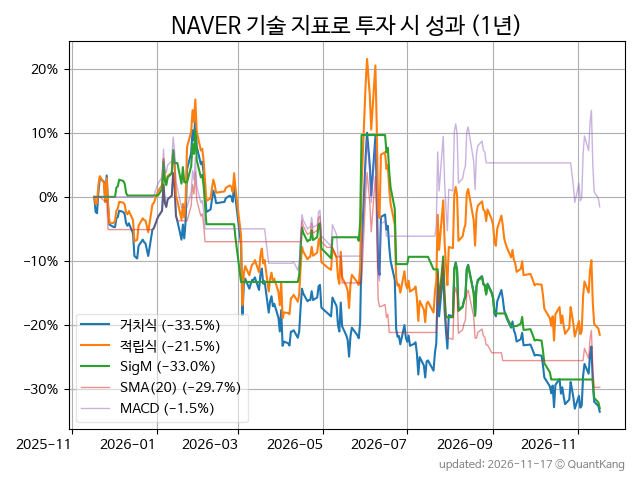 NAVER 기술 지표로 투자 시 성과 (1년)
20%
10%
0%
−10%
−20%
−30%
거치식 (−33.5%)
적립식 (−21.5%)
SigM (−33.0%)
SMA(20) (−29.7%)
MACD (−1.5%)
2025-11 2026-01 2026-03 2026-05 2026-07 2026-09 2026-11
updated: 2026-11-17 © QuantKang